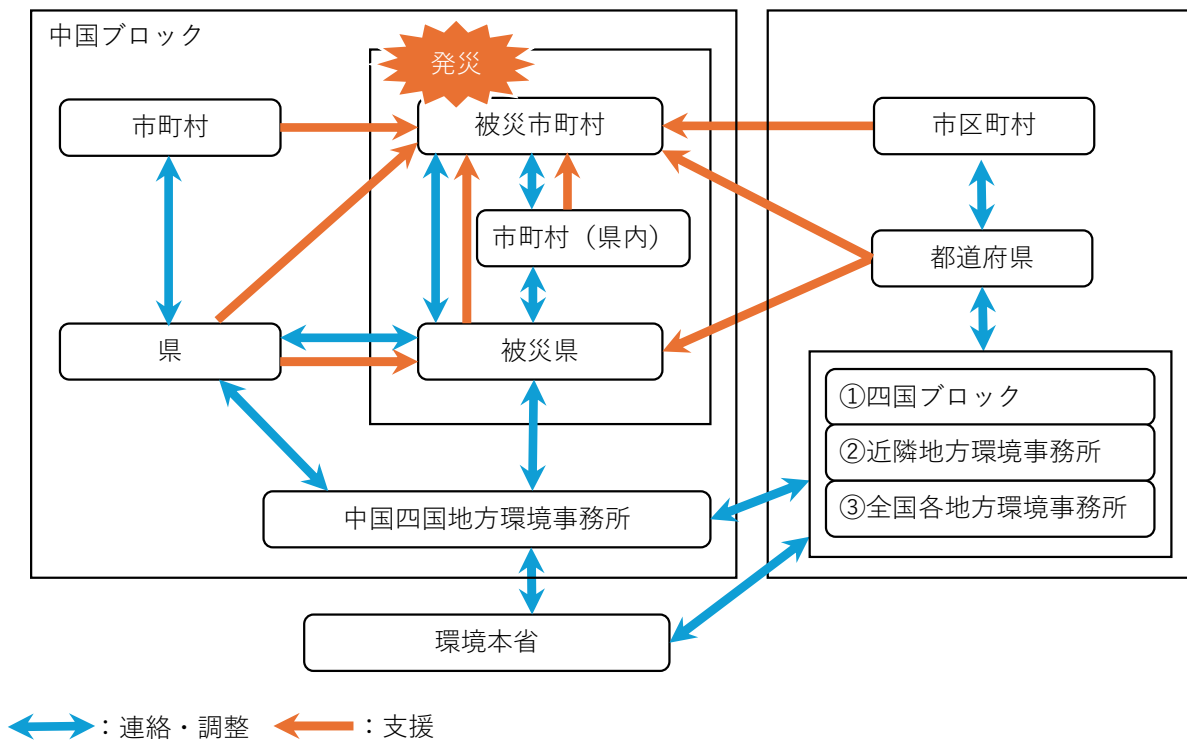 中国ブロック
発災
市町村
被災市町村
市区町村
市町村（県内）
都道府県
県
被災県
①四国ブロック
②近隣地方環境事務所
③全国各地方環境事務所
中国四国地方環境事務所
環境本省
：連絡・調整
：支援